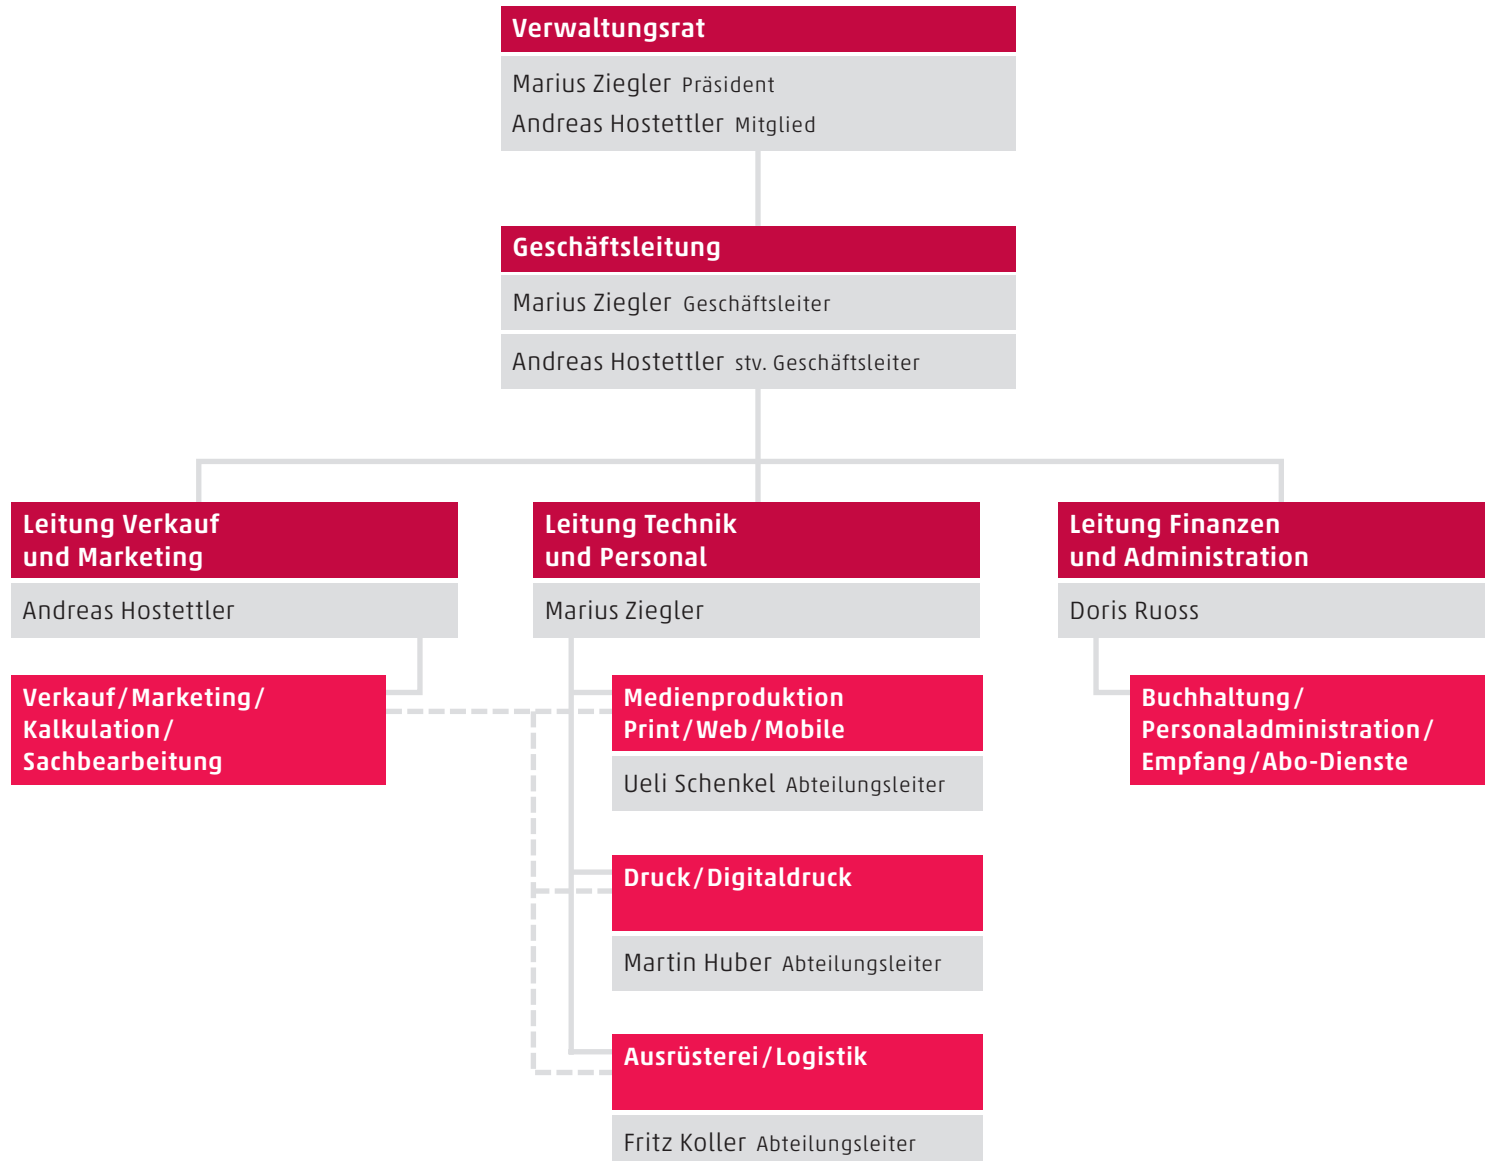 Verwaltungsrat
Marius Ziegler Präsident
Andreas Hostettler Mitglied
Geschäftsleitung
Marius Ziegler Geschäftsleiter
Andreas Hostettler stv. Geschäftsleiter
Leitung Verkauf
und Marketing
Andreas Hostettler
Verkauf/Marketing/
Kalkulation/
Sachbearbeitung
Leitung Technik
und Personal
Marius Ziegler
Medienproduktion
Print/Web/Mobile
Ueli Schenkel Abteilungsleiter
Druck/Digitaldruck
Martin Huber Abteilungsleiter
Ausrüsterei/Logistik
Fritz Koller Abteilungsleiter
Leitung Finanzen
und Administration
Doris Ruoss
Buchhaltung/
Personaladministration/
Empfang/Abo-Dienste